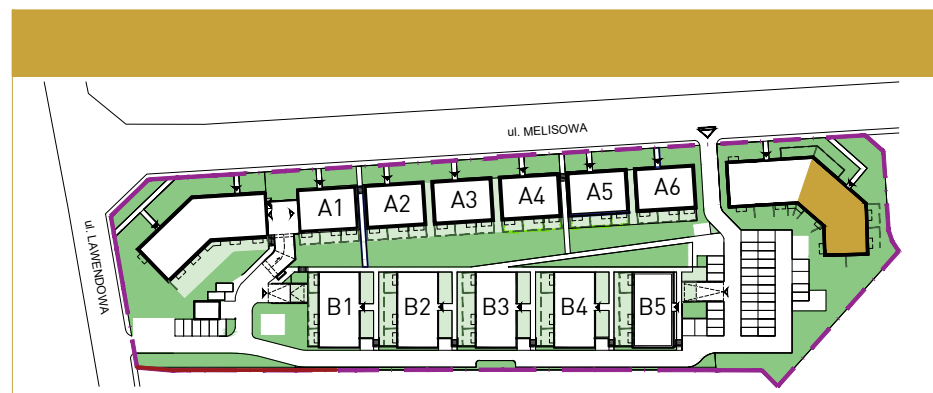 ul. MELISOWA
A1 A2 A3 A4 A5 A6
ul. LAWENDOWA
B1 B2 B3 B4 B5